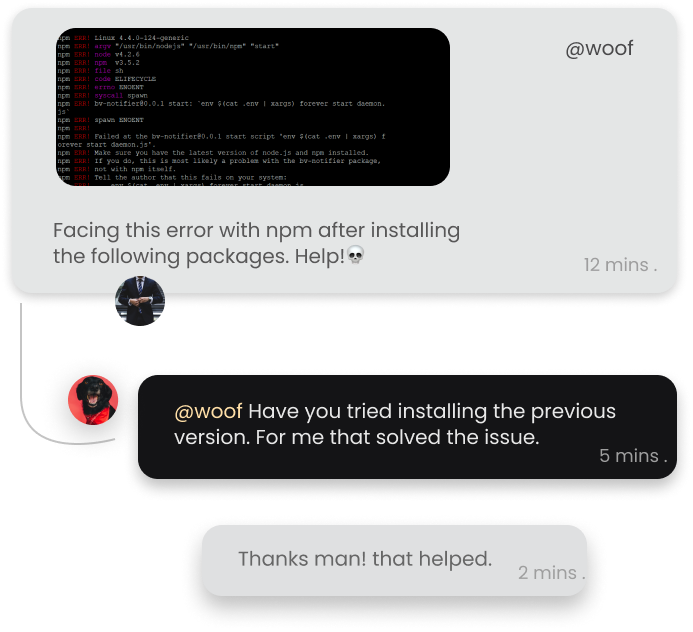 npm ERR! Linux 4.4.0-124-generic
npm ERR! argv "/usr/bin/nodejs" "/usr/bin/npm" "start"
npm ERR! node v4.2.6
npm ERR! npm v3.5.2
npm ERR! file sh
npm ERR! code ELIFECYCLE
npm ERR! errno ENOENT
npm ERR! syscall spawn
npm ERR! bv-notifier@0.0.1 start: `env $(cat .env | xargs) forever start daemon.
js`
npm ERR! spawn ENOENT
npm ERR!
npm ERR! Failed at the bv-notifier@0.0.1 start script 'env $(cat .env | xargs) f
orever start daemon.js'.
npm ERR! Make sure you have the latest version of node.js and npm installed.
npm ERR! If you do, this is most likely a problem with the bv-notifier package,
npm ERR! not with npm itself.
npm ERR! Tell the author that this fails on your system:
npm ERR! env $(cat .env | xargs) forever start daemon.js
@woof
Facing this error with npm after installing
the following packages. Help!💀
12 mins .
@woof Have you tried installing the previous
version. For me that solved the issue.
5 mins .
Thanks man! that helped.
2 mins .